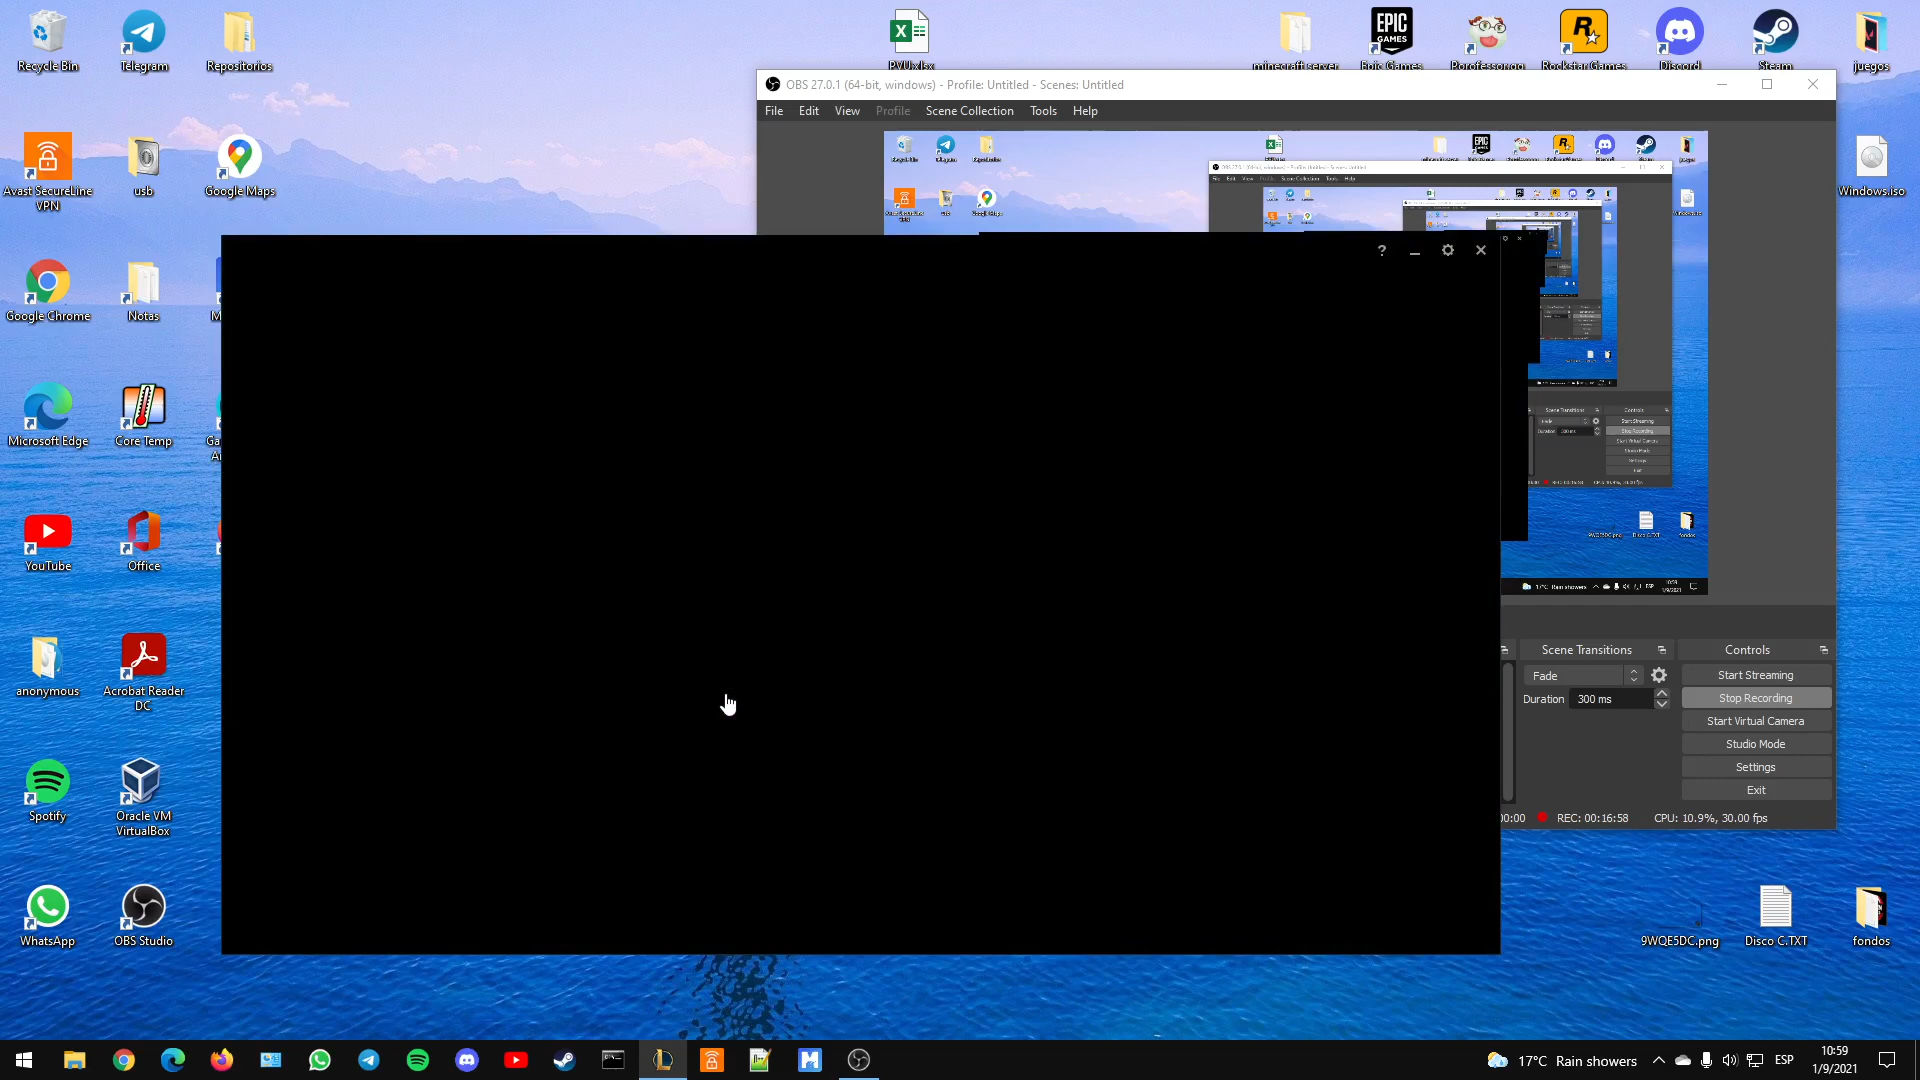 Recycle Bin
Telegram
Repositorios
PVU.xlsx
minecraft server
Epic Games
Porofessor.gg
Rockstar Games
Discord
Steam
juegos
OBS 27.0.1 (64-bit, windows) - Profile: Untitled - Scenes: Untitled
File Edit View Profile Scene Collection Tools Help
Avast SecureLine
VPN
usb
Google Maps
Windows.iso
Google Chrome
Notas
Microsoft Edge
Core Temp
YouTube
Office
anonymous
Acrobat Reader
DC
Scene Transitions
Controls
Fade
Duration 300 ms
Start Streaming
Stop Recording
Start Virtual Camera
Studio Mode
Settings
Exit
REC: 00:16:58
CPU: 10.9%, 30.00 fps
Spotify
Oracle VM
VirtualBox
WhatsApp
OBS Studio
9WQE5DC.png
Disco C.TXT
fondos
17°C Rain showers
ESP
10:59
1/9/2021